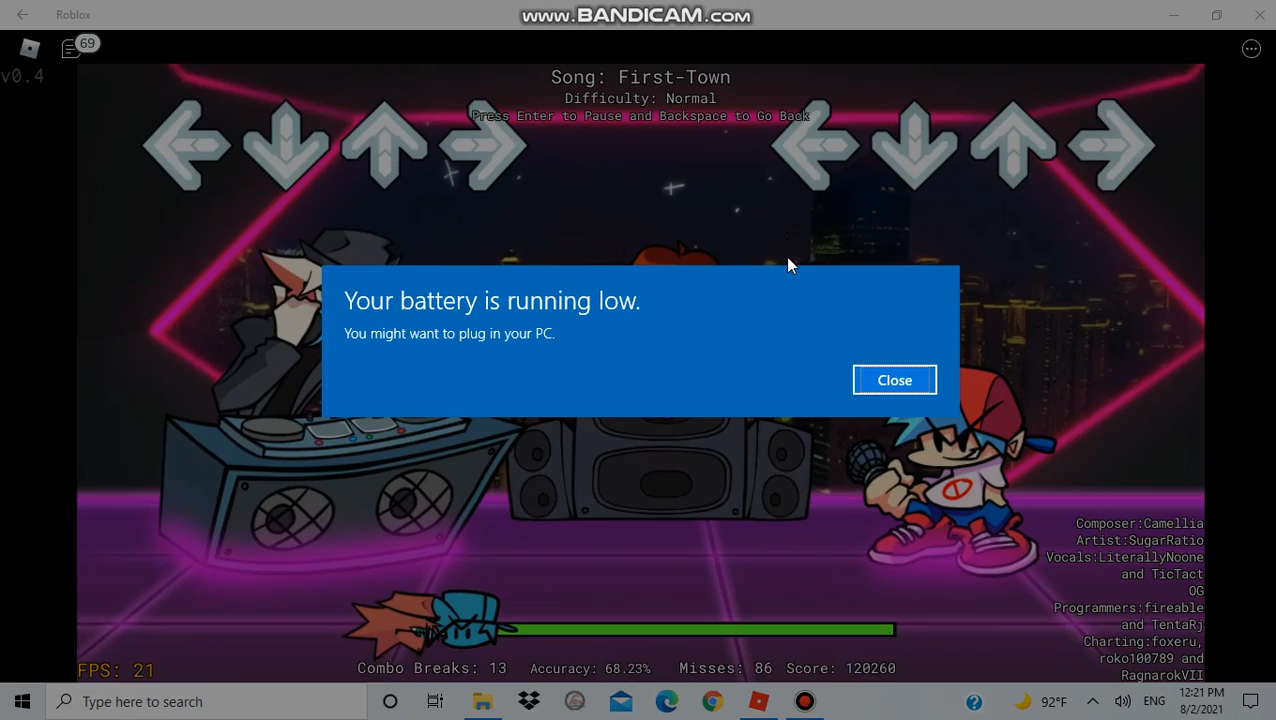 Roblox
www.BANDICAM.com
69
v0.4
Song: First-Town
Difficulty: Normal
Press Enter to Pause and Backspace to Go Back
Your battery is running low.
You might want to plug in your PC.
Close
Composer:Camellia
Artist:SugarRatio
Vocals:LiterallyNoone
and TicTact
OG
Programmers:fireable
and TentaRj
Charting:foxeru,
roko100789 and
RagnarokVII
FPS: 21
Combo Breaks: 13 Accuracy: 68.23% Misses: 86 Score: 120260
Type here to search
92°F
ENG
12:21 PM
8/2/2021